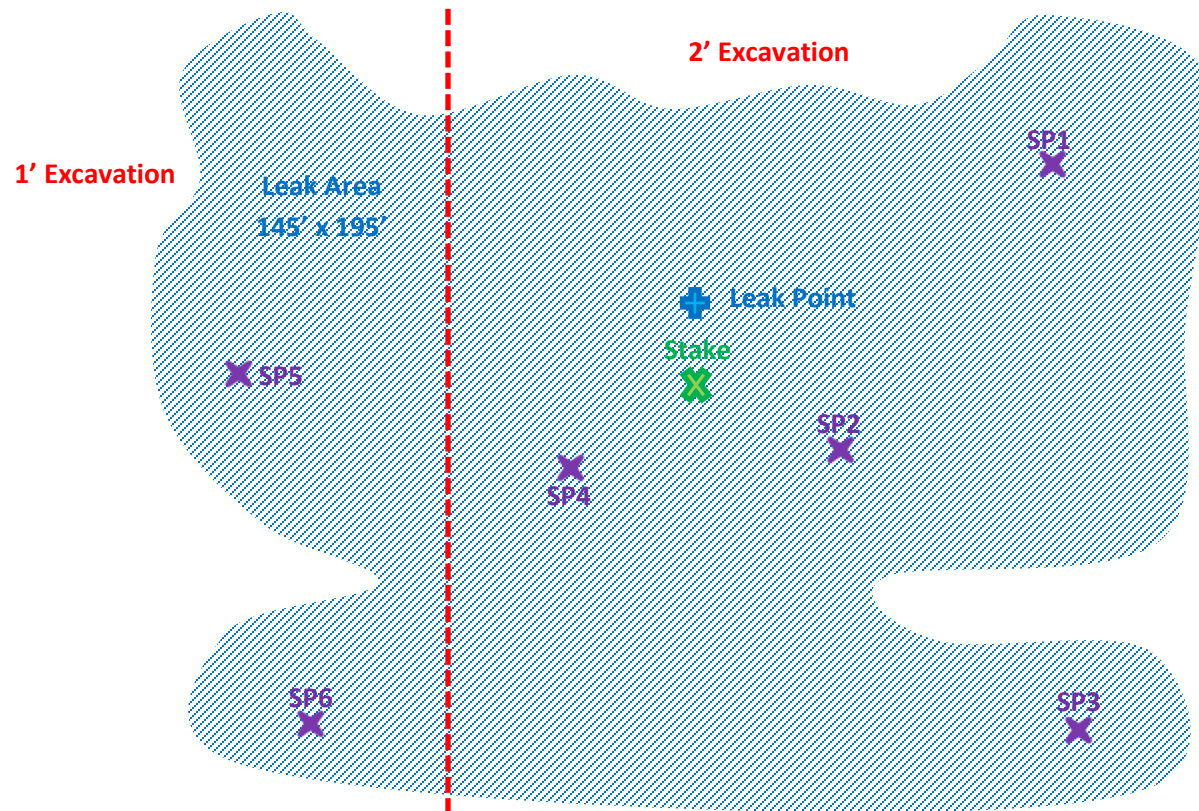 2’ Excavation
SP1
1’ Excavation
Leak Area
145’ x 195’
Leak Point
Stake
SP5
SP2
SP4
SP6
SP3